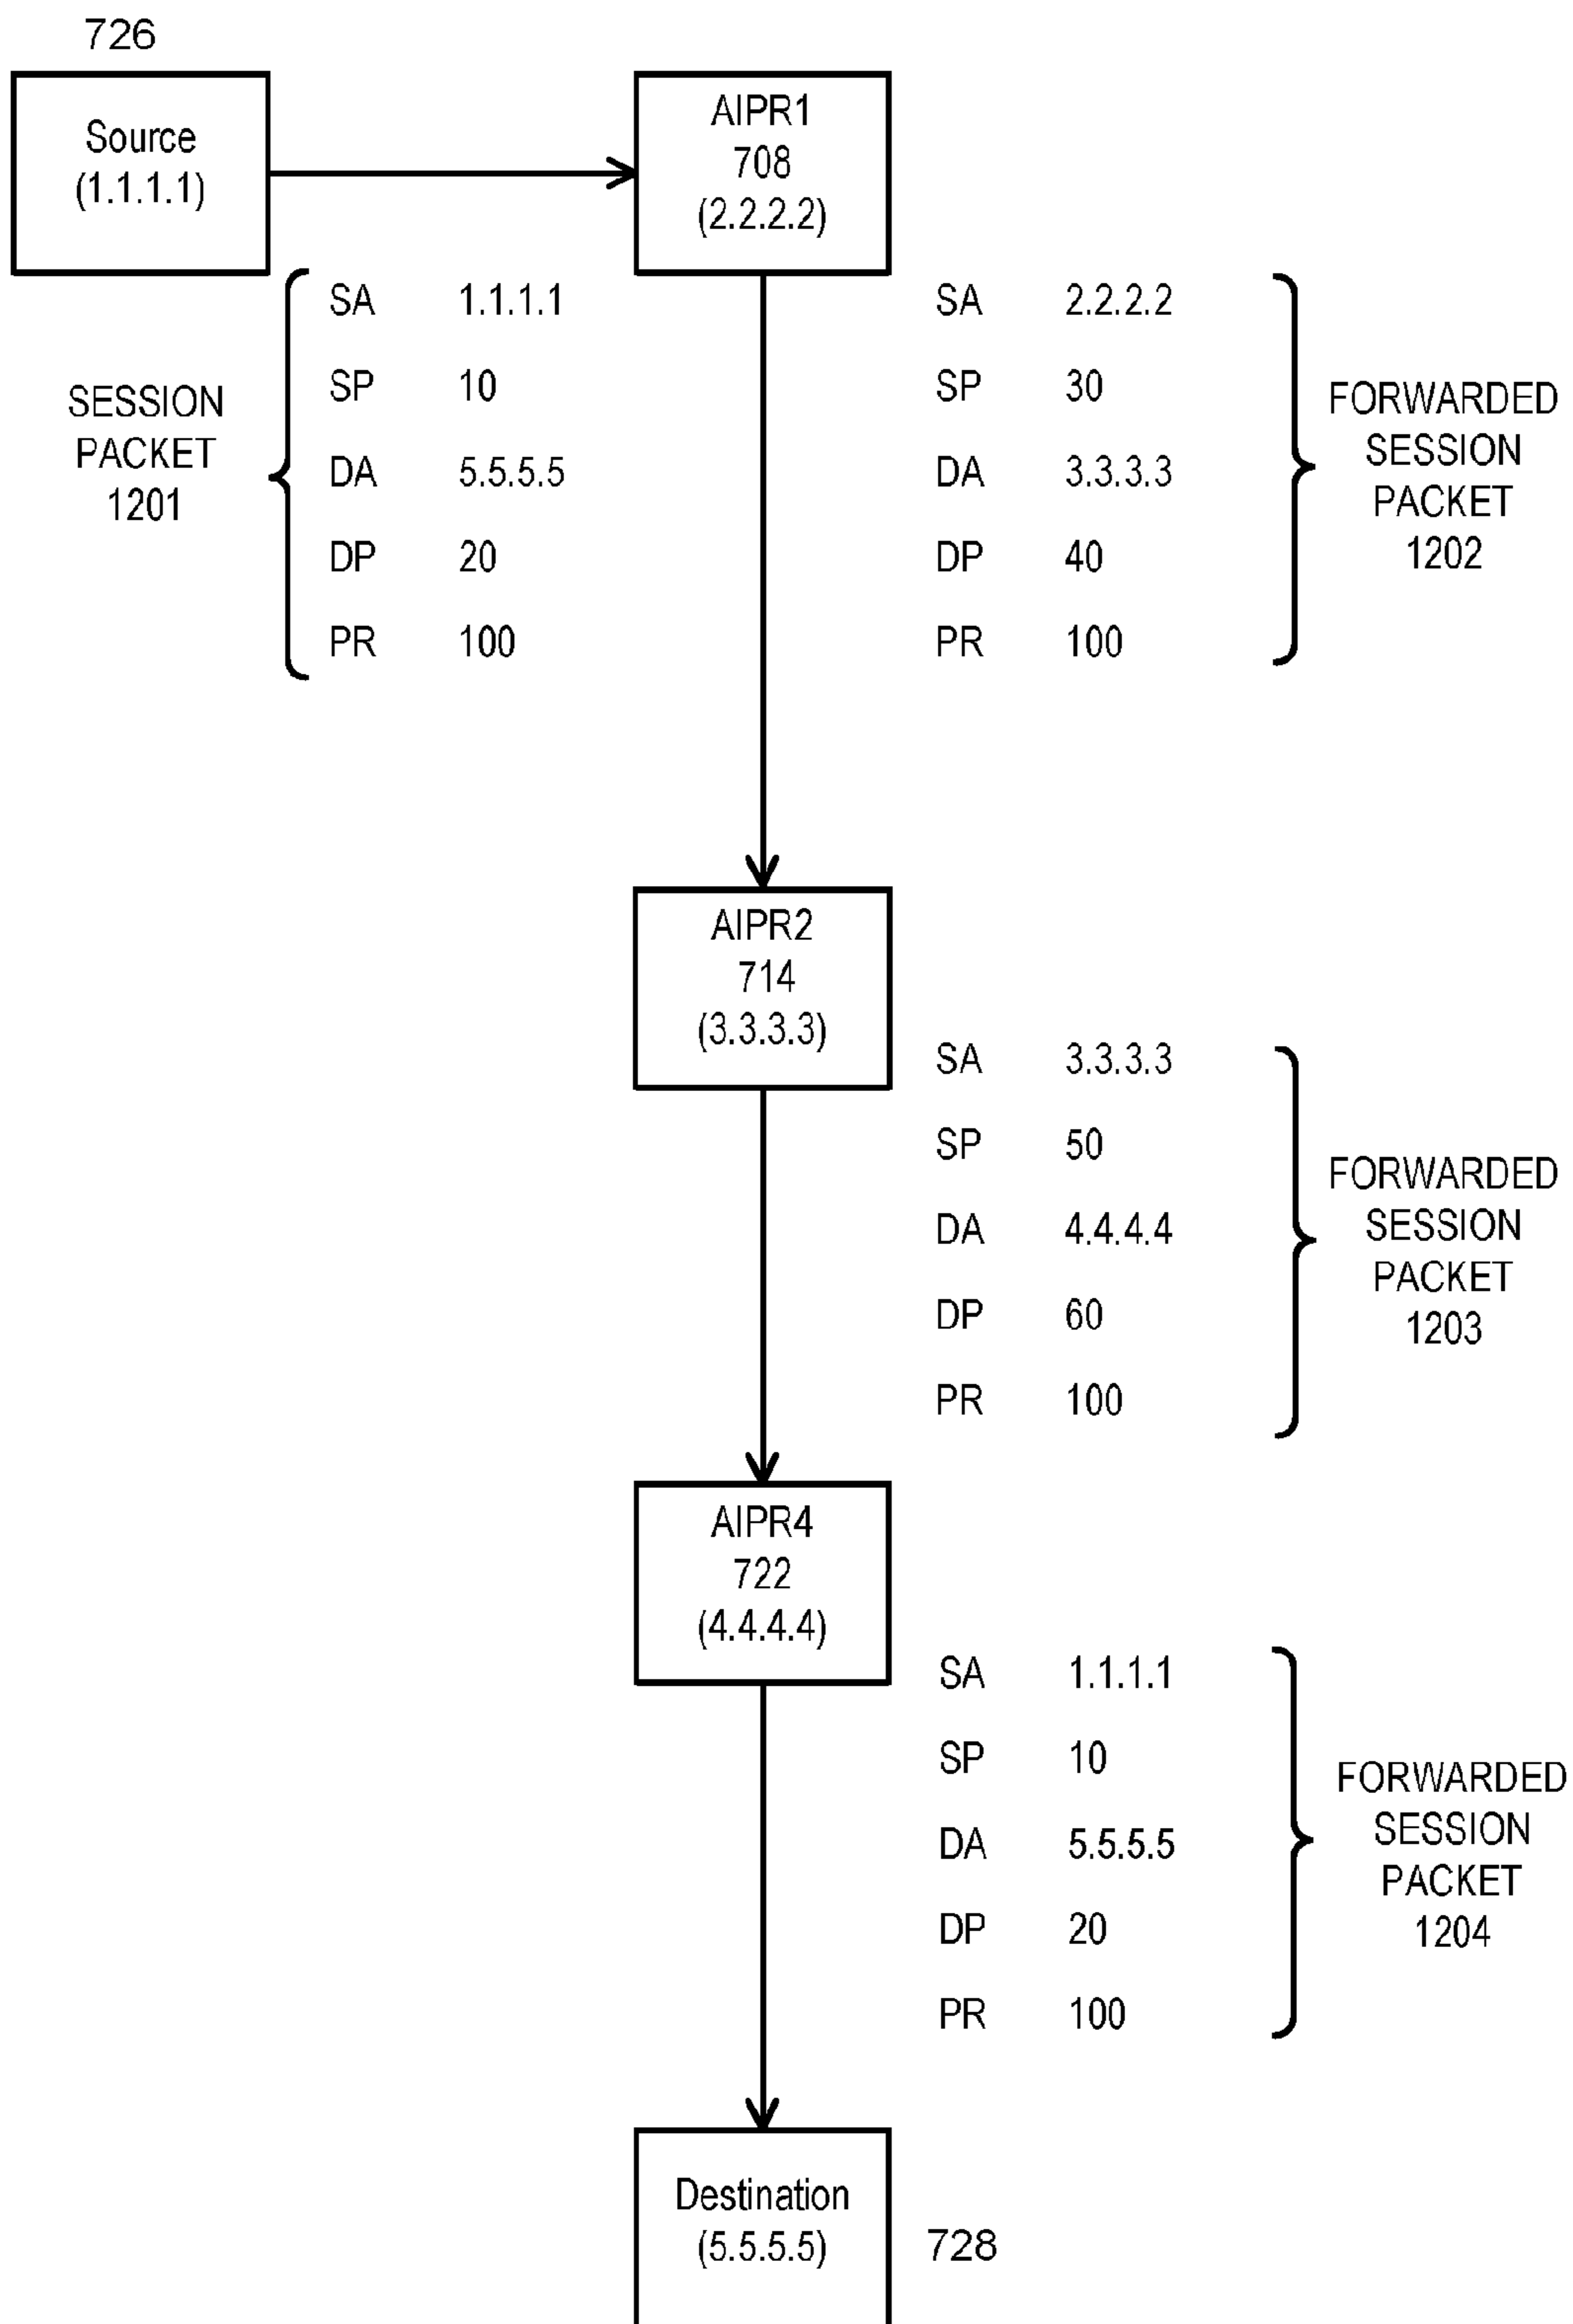 726
Source
(1.1.1.1)
AIPR1
708
(2.2.2.2)
SESSION
PACKET
1201
SA 1.1.1.1
SP 10
DA 5.5.5.5
DP 20
PR 100
SA 2.2.2.2
SP 30
DA 3.3.3.3
DP 40
PR 100
FORWARDED
SESSION
PACKET
1202
AIPR2
714
(3.3.3.3)
SA 3.3.3.3
SP 50
DA 4.4.4.4
DP 60
PR 100
FORWARDED
SESSION
PACKET
1203
AIPR4
722
(4.4.4.4)
SA 1.1.1.1
SP 10
DA 5.5.5.5
DP 20
PR 100
FORWARDED
SESSION
PACKET
1204
Destination
(5.5.5.5)
728